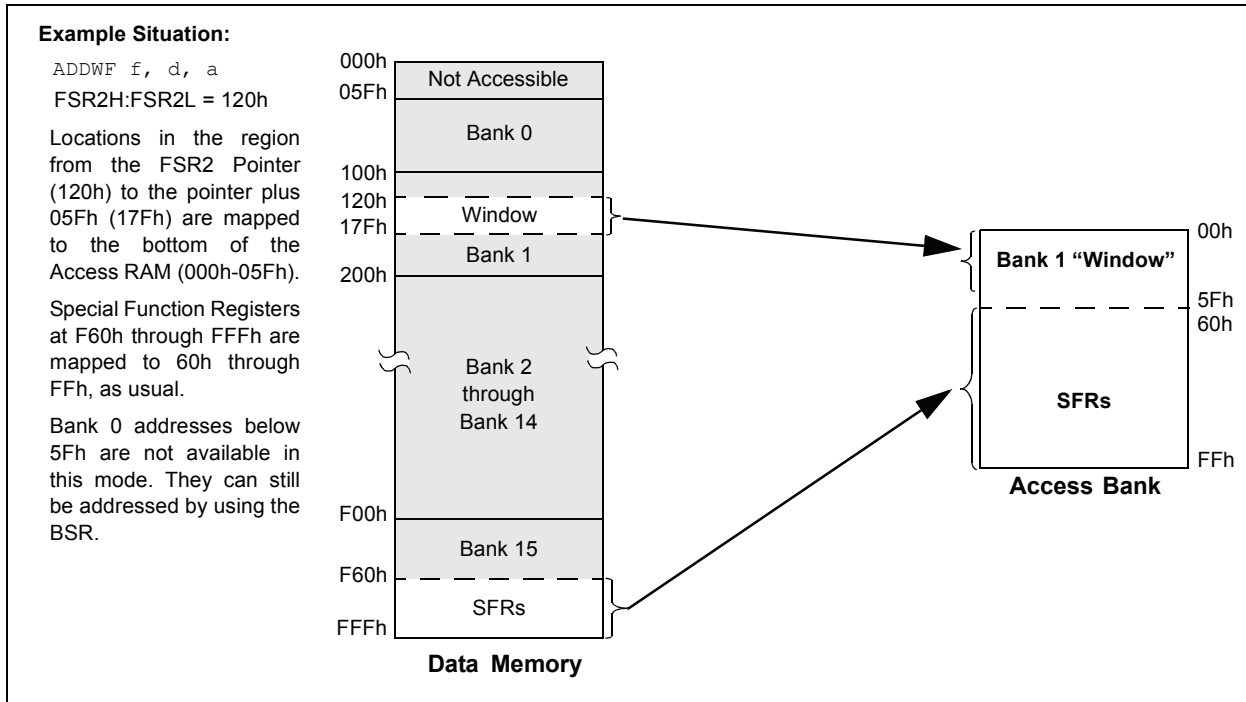 Example Situation:
ADDWF f, d, a
FSR2H:FSR2L = 120h
Locations in the region
from the FSR2 Pointer
(120h) to the pointer plus
05Fh (17Fh) are mapped
to the bottom of the
Access RAM (000h-05Fh).
Special Function Registers
at F60h through FFFh are
mapped to 60h through
FFh, as usual.
Bank 0 addresses below
5Fh are not available in
this mode. They can still
be addressed by using the
BSR.
000h
Not Accessible
05Fh
Bank 0
100h
120h
Window
17Fh
Bank 1
200h
Bank 2
through
Bank 14
F00h
Bank 15
F60h
SFRs
FFFh
Data Memory
00h
Bank 1 “Window”
5Fh
60h
SFRs
FFh
Access Bank